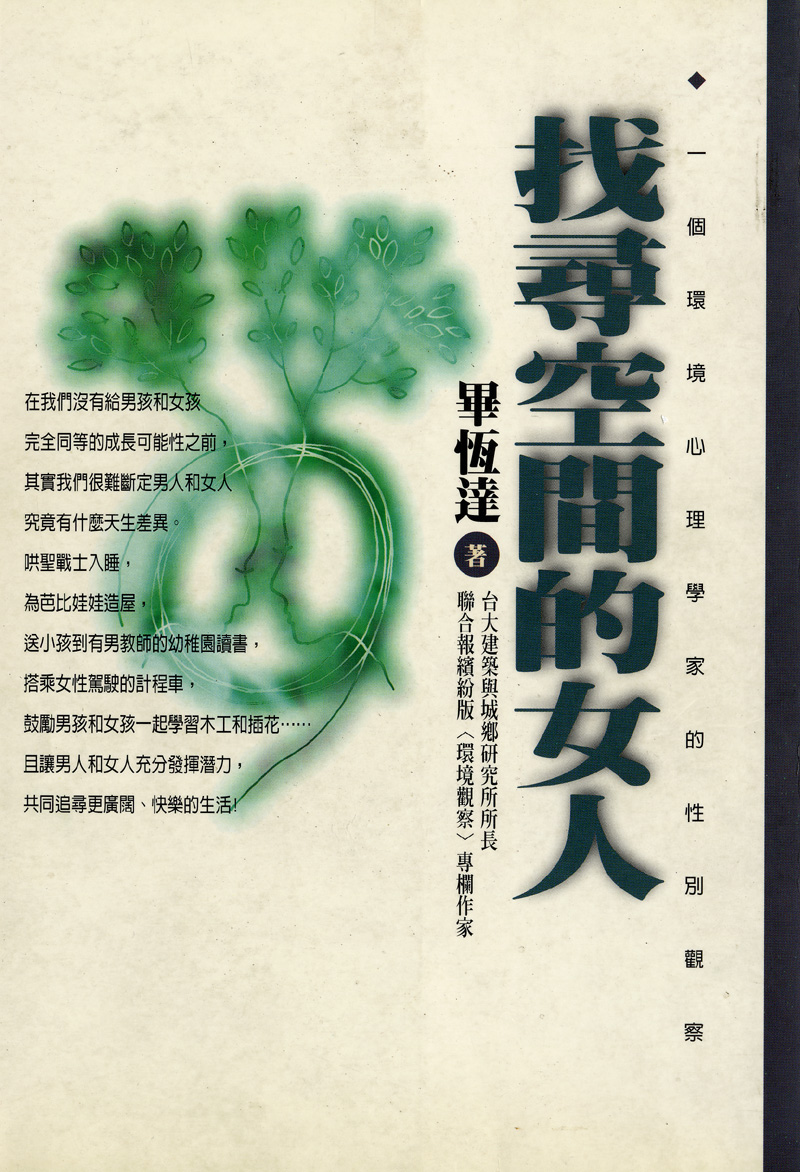 ◆一個環境心理學家的性別觀察
找尋空間的女人
畢恆達 著
台大建築與城鄉研究所所長
聯合報繽紛版〈環境觀察〉專欄作家
在我們沒有給男孩和女孩
完全同等的成長可能性之前，
其實我們很難斷定男人和女人
究竟有什麼天生差異。
哄聖戰士入睡，
為芭比娃娃造屋，
送小孩到有男教師的幼稚園讀書，
搭乘女性駕駛的計程車，
鼓勵男孩和女孩一起學習木工和插花……
且讓男人和女人充分發揮潛力，
共同追尋更廣闊、快樂的生活!